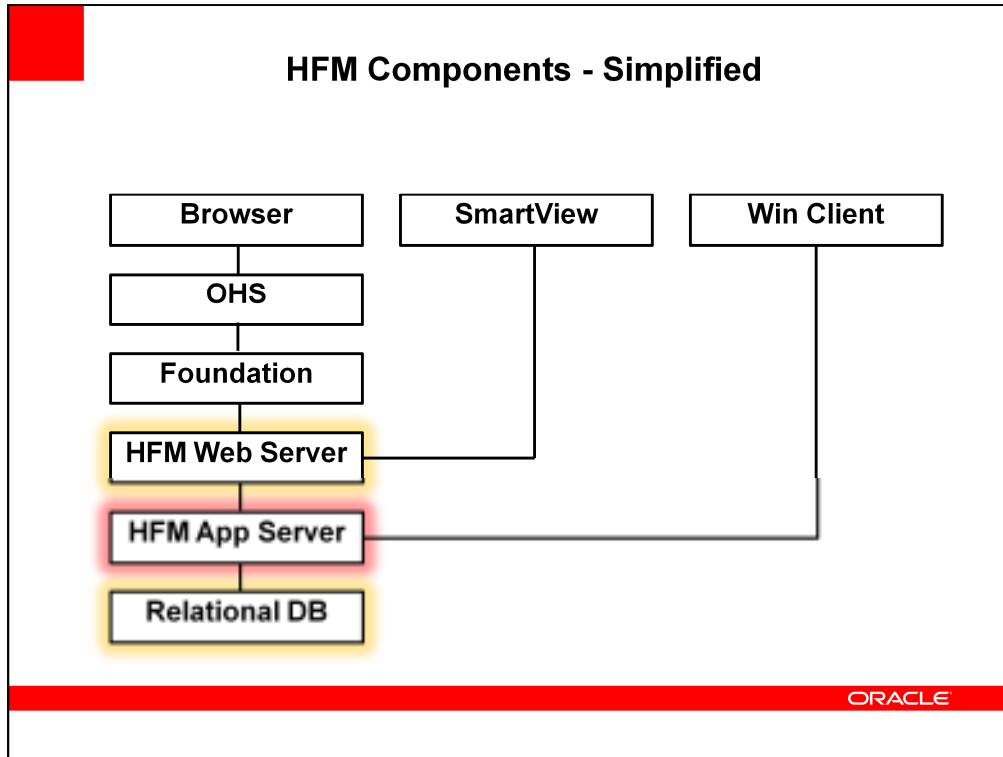 HFM Components - Simplified
Browser
SmartView
Win Client
OHS
Foundation
HFM Web Server
HFM App Server
Relational DB
ORACLE